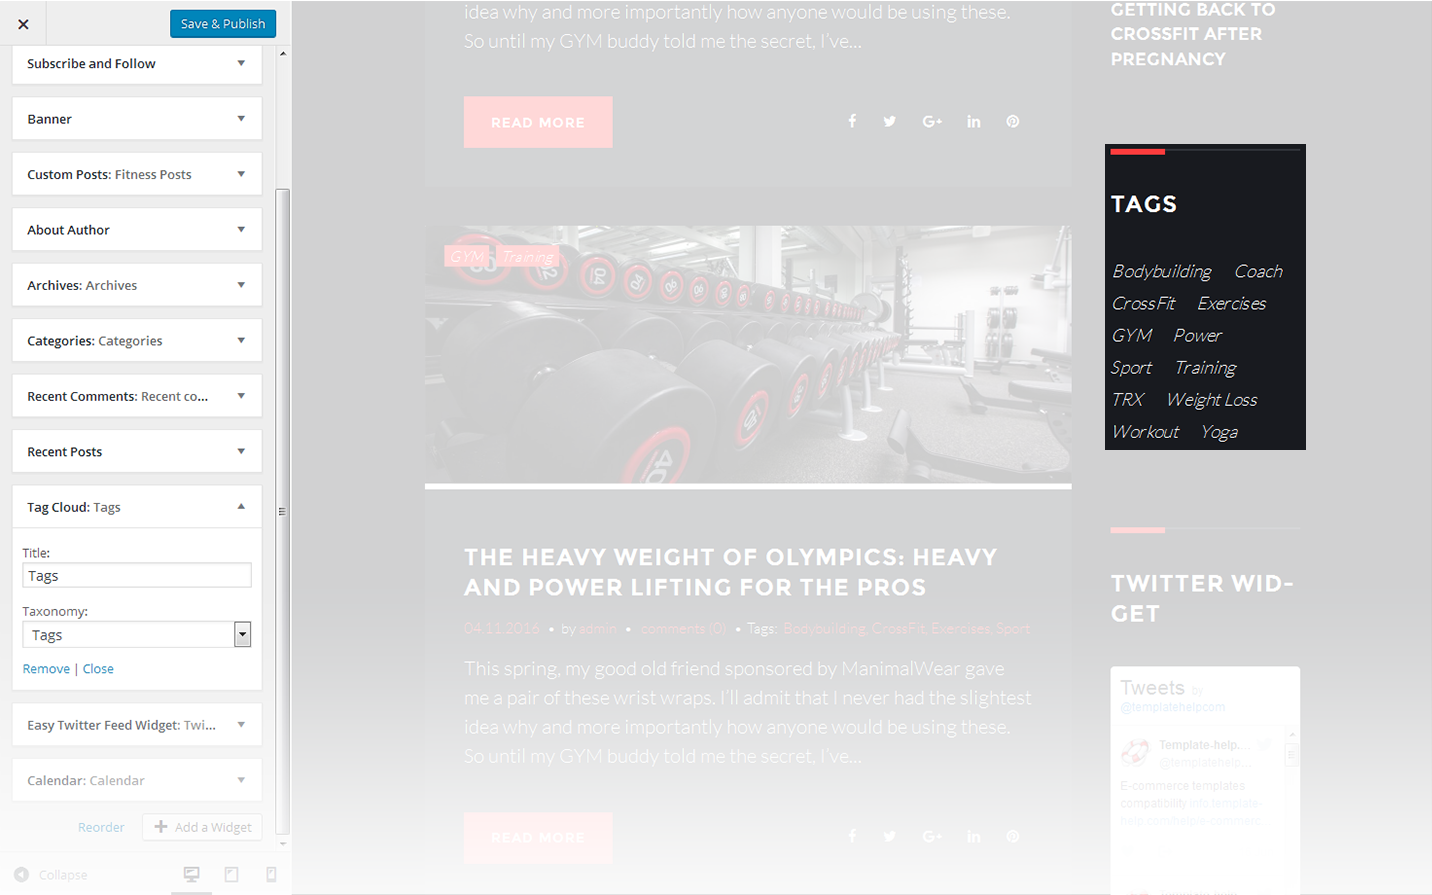 Save & Publish
Subscribe and Follow
Banner
Custom Posts: Fitness Posts
About Author
Archives: Archives
Categories: Categories
Recent Comments: Recent co...
Recent Posts
Tag Cloud: Tags
Title:
Tags
Taxonomy:
Tags
Remove | Close
Easy Twitter Feed Widget: Twi...
Calendar: Calendar
Reorder
Add a Widget
Collapse
idea why and more importantly how anyone would be using these.
So until my GYM buddy told me the secret, I've...
READ MORE
GYM Training
THE HEAVY WEIGHT OF OLYMPICS: HEAVY
AND POWER LIFTING FOR THE PROS
04.11.2016 • by admin • comments (0) • Tags: Bodybuilding, CrossFit, Exercises, Sport
This spring, my good old friend sponsored by ManimalWear gave
me a pair of these wrist wraps. I'll admit that I never had the slightest
idea why and more importantly how anyone would be using these.
So until my GYM buddy told me the secret, I've...
READ MORE
GETTING BACK TO
CROSSFIT AFTER
PREGNANCY
TAGS
Bodybuilding Coach
CrossFit Exercises
GYM Power
Sport Training
TRX Weight Loss
Workout Yoga
TWITTER WID-
GET
Tweets by
@templatehelpcom
Template-help....
@templatehelp...
E-commerce templates
compatibility info template-
help.com/help/e-commerc...